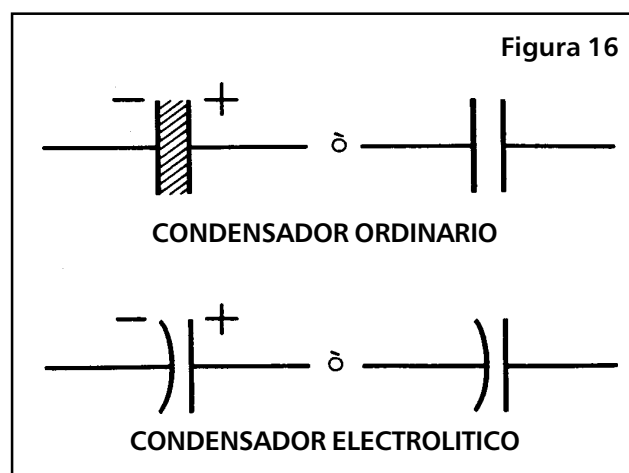 Figura 16
− +
ò
CONDENSADOR ORDINARIO
− +
ò
CONDENSADOR ELECTROLITICO